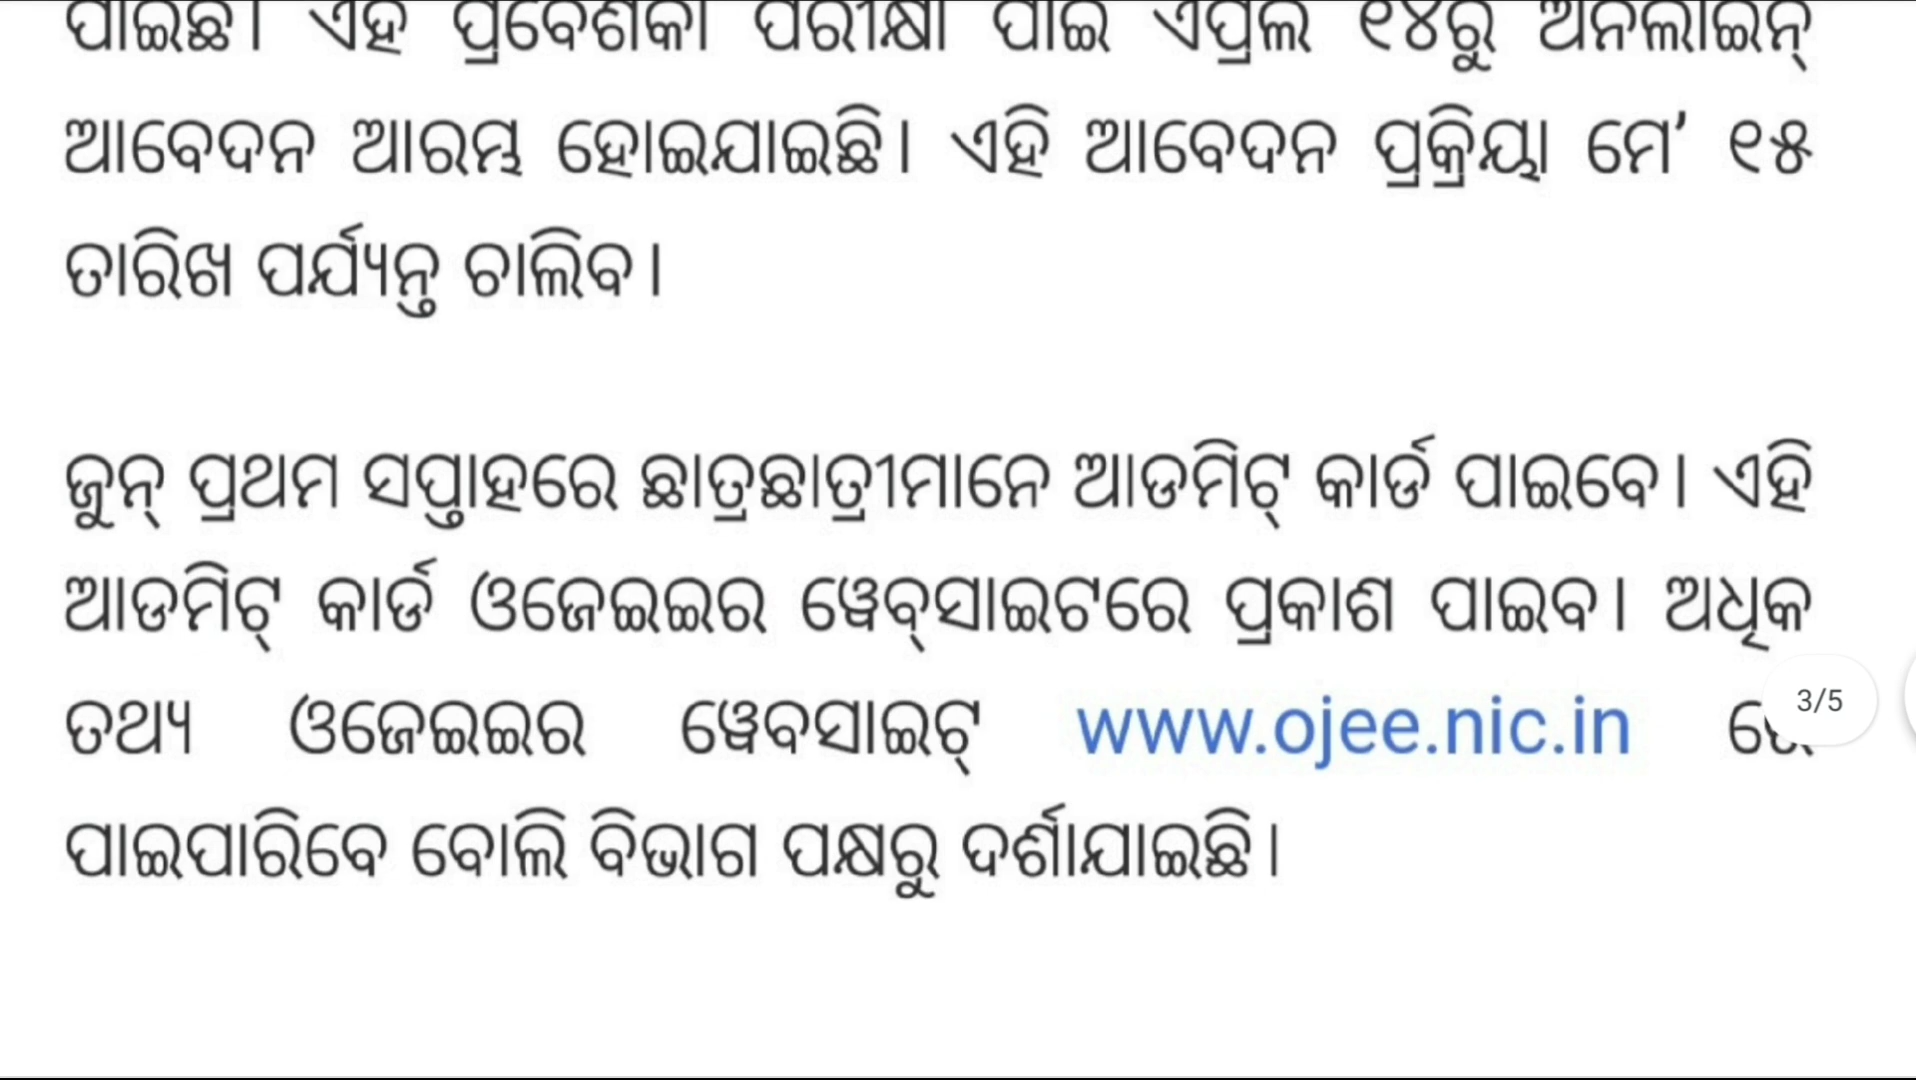 ପାଇଛି। ଏହି ପ୍ରବେଶିକା ପରୀକ୍ଷା ପାଇଁ ଏପ୍ରିଲ ୧୪ରୁ ଅନଲାଇନ୍
ଆବେଦନ ଆରମ୍ଭ ହୋଇଯାଇଛି। ଏହି ଆବେଦନ ପ୍ରକ୍ରିୟା ମେ’ ୧୫
ତାରିଖ ପର୍ଯ୍ୟନ୍ତ ଚାଲିବ।
ଜୁନ୍ ପ୍ରଥମ ସପ୍ତାହରେ ଛାତ୍ରଛାତ୍ରୀମାନେ ଆଡମିଟ୍ କାର୍ଡ ପାଇବେ। ଏହି
ଆଡମିଟ୍ କାର୍ଡ ଓଜେଇଇର ୱେବ୍‌ସାଇଟରେ ପ୍ରକାଶ ପାଇବ। ଅଧିକ
ତଥ୍ୟ ଓଜେଇଇର ୱେବସାଇଟ୍ www.ojee.nic.in 3/5
ପାଇପାରିବେ ବୋଲି ବିଭାଗ ପକ୍ଷରୁ ଦର୍ଶାଯାଇଛି।